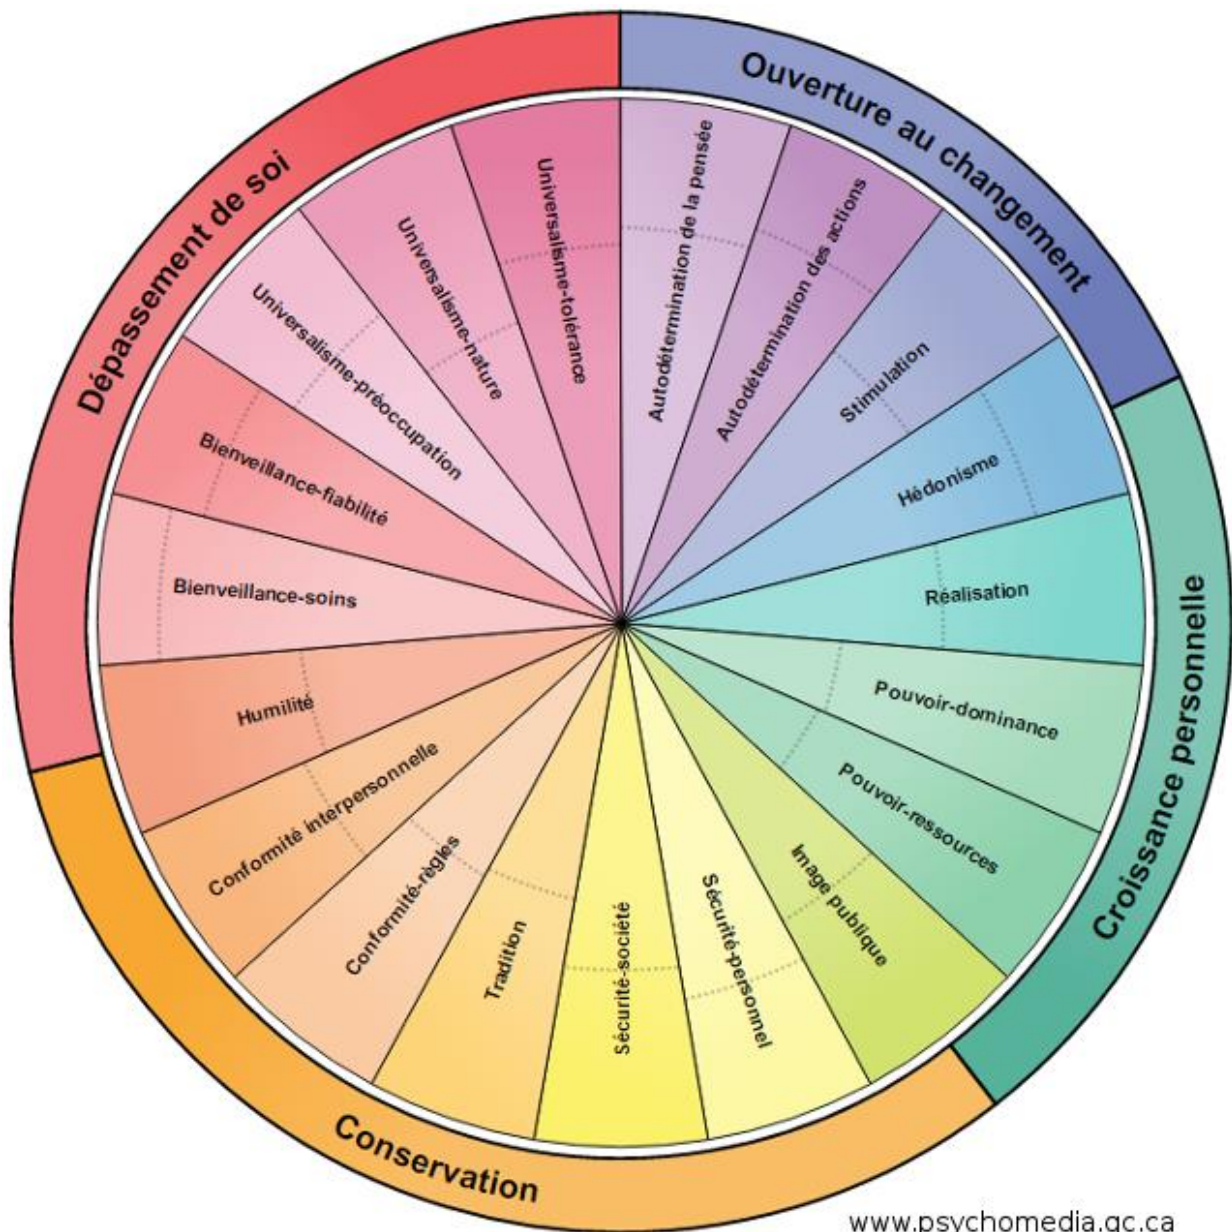 Ouverture au changement
Croissance personnelle
Conservation
Dépassement de soi
Autodétermination de la pensée
Autodétermination des actions
Stimulation
Hédonisme
Réalisation
Pouvoir-dominance
Pouvoir-ressources
Image publique
Sécurité-personnel
Sécurité-société
Tradition
Conformité-règles
Conformité interpersonnelle
Humilité
Bienveillance-soins
Bienveillance-fiabilité
Universalisme-préoccupation
Universalisme-nature
Universalisme-tolérance
www.psychomedia.qc.ca